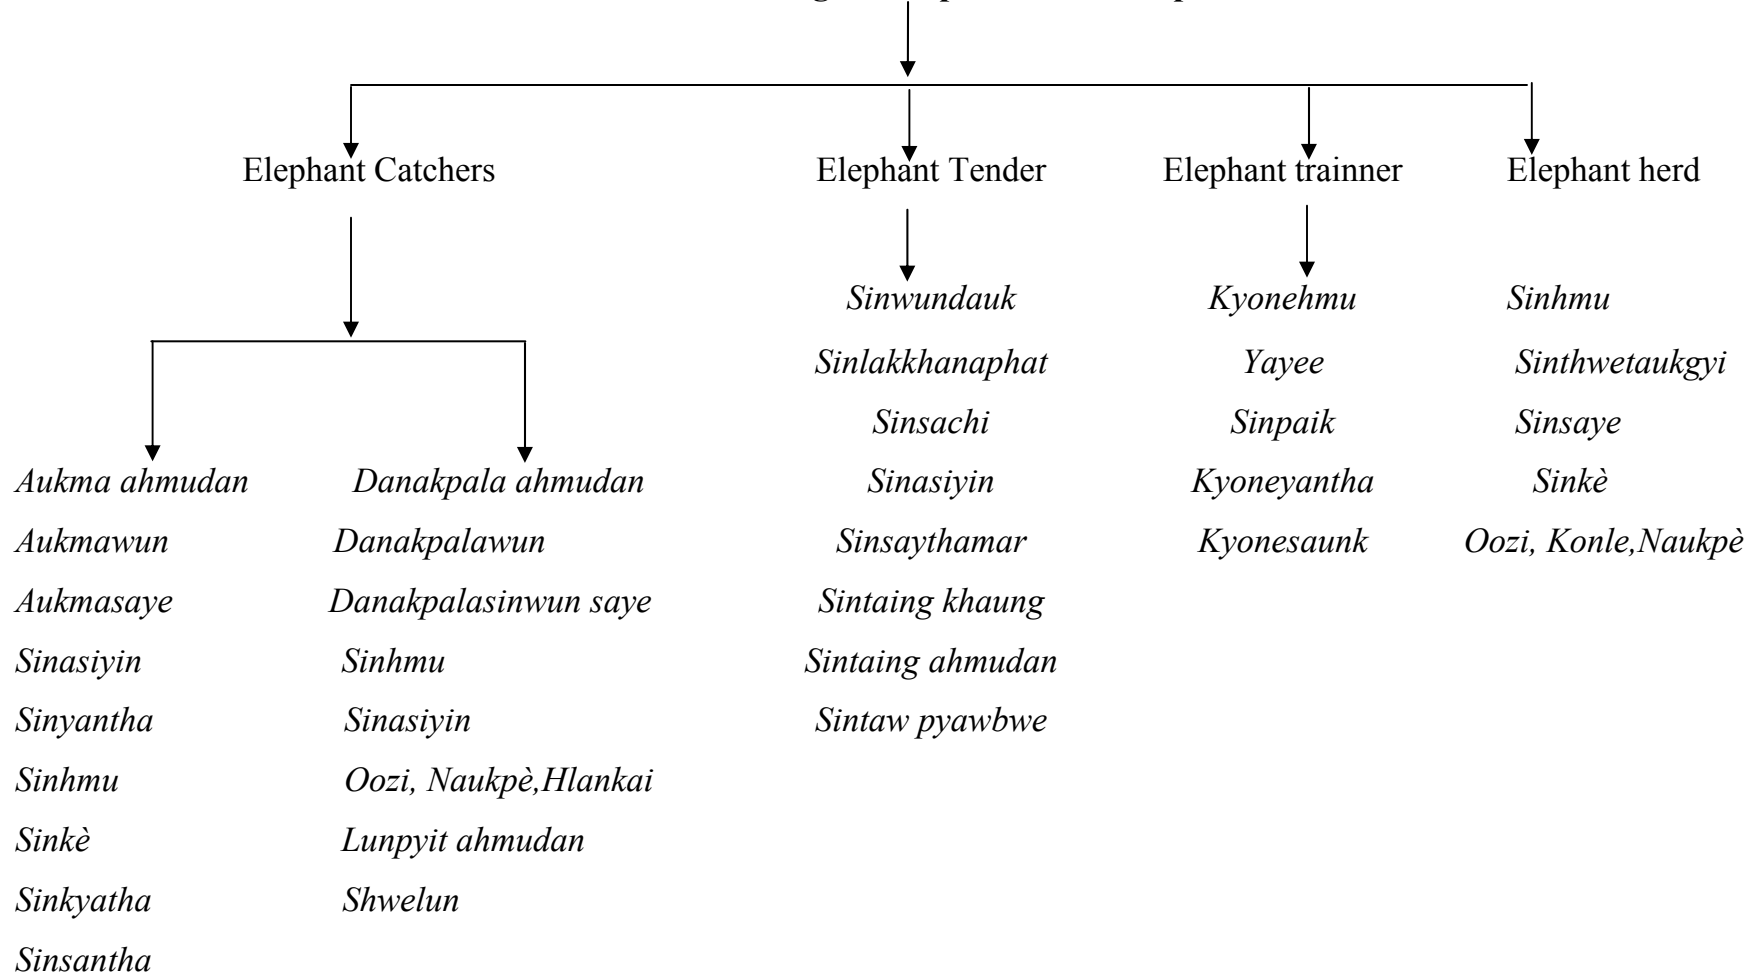 Elephant Catchers
Elephant Tender
Elephant trainner
Elephant herd
Aukma ahmudan
Aukmawun
Aukmasaye
Sinasiyin
Sinyantha
Sinhmu
Sinkè
Sinkyatha
Sinsantha
Danakpala ahmudan
Danakpalawun
Danakpalasinwun saye
Sinhmu
Sinasiyin
Oozi, Naukpè,Hlankai
Lunpyit ahmudan
Shwelun
Sinwundauk
Sinlakkhanaphat
Sinsachi
Sinasiyin
Sinsaythamar
Sintaing khaung
Sintaing ahmudan
Sintaw pyawbwe
Kyonehmu
Yayee
Sinpaik
Kyoneyantha
Kyonesaunk
Sinhmu
Sinthwetaukgyi
Sinsaye
Sinkè
Oozi, Konle,Naukpè